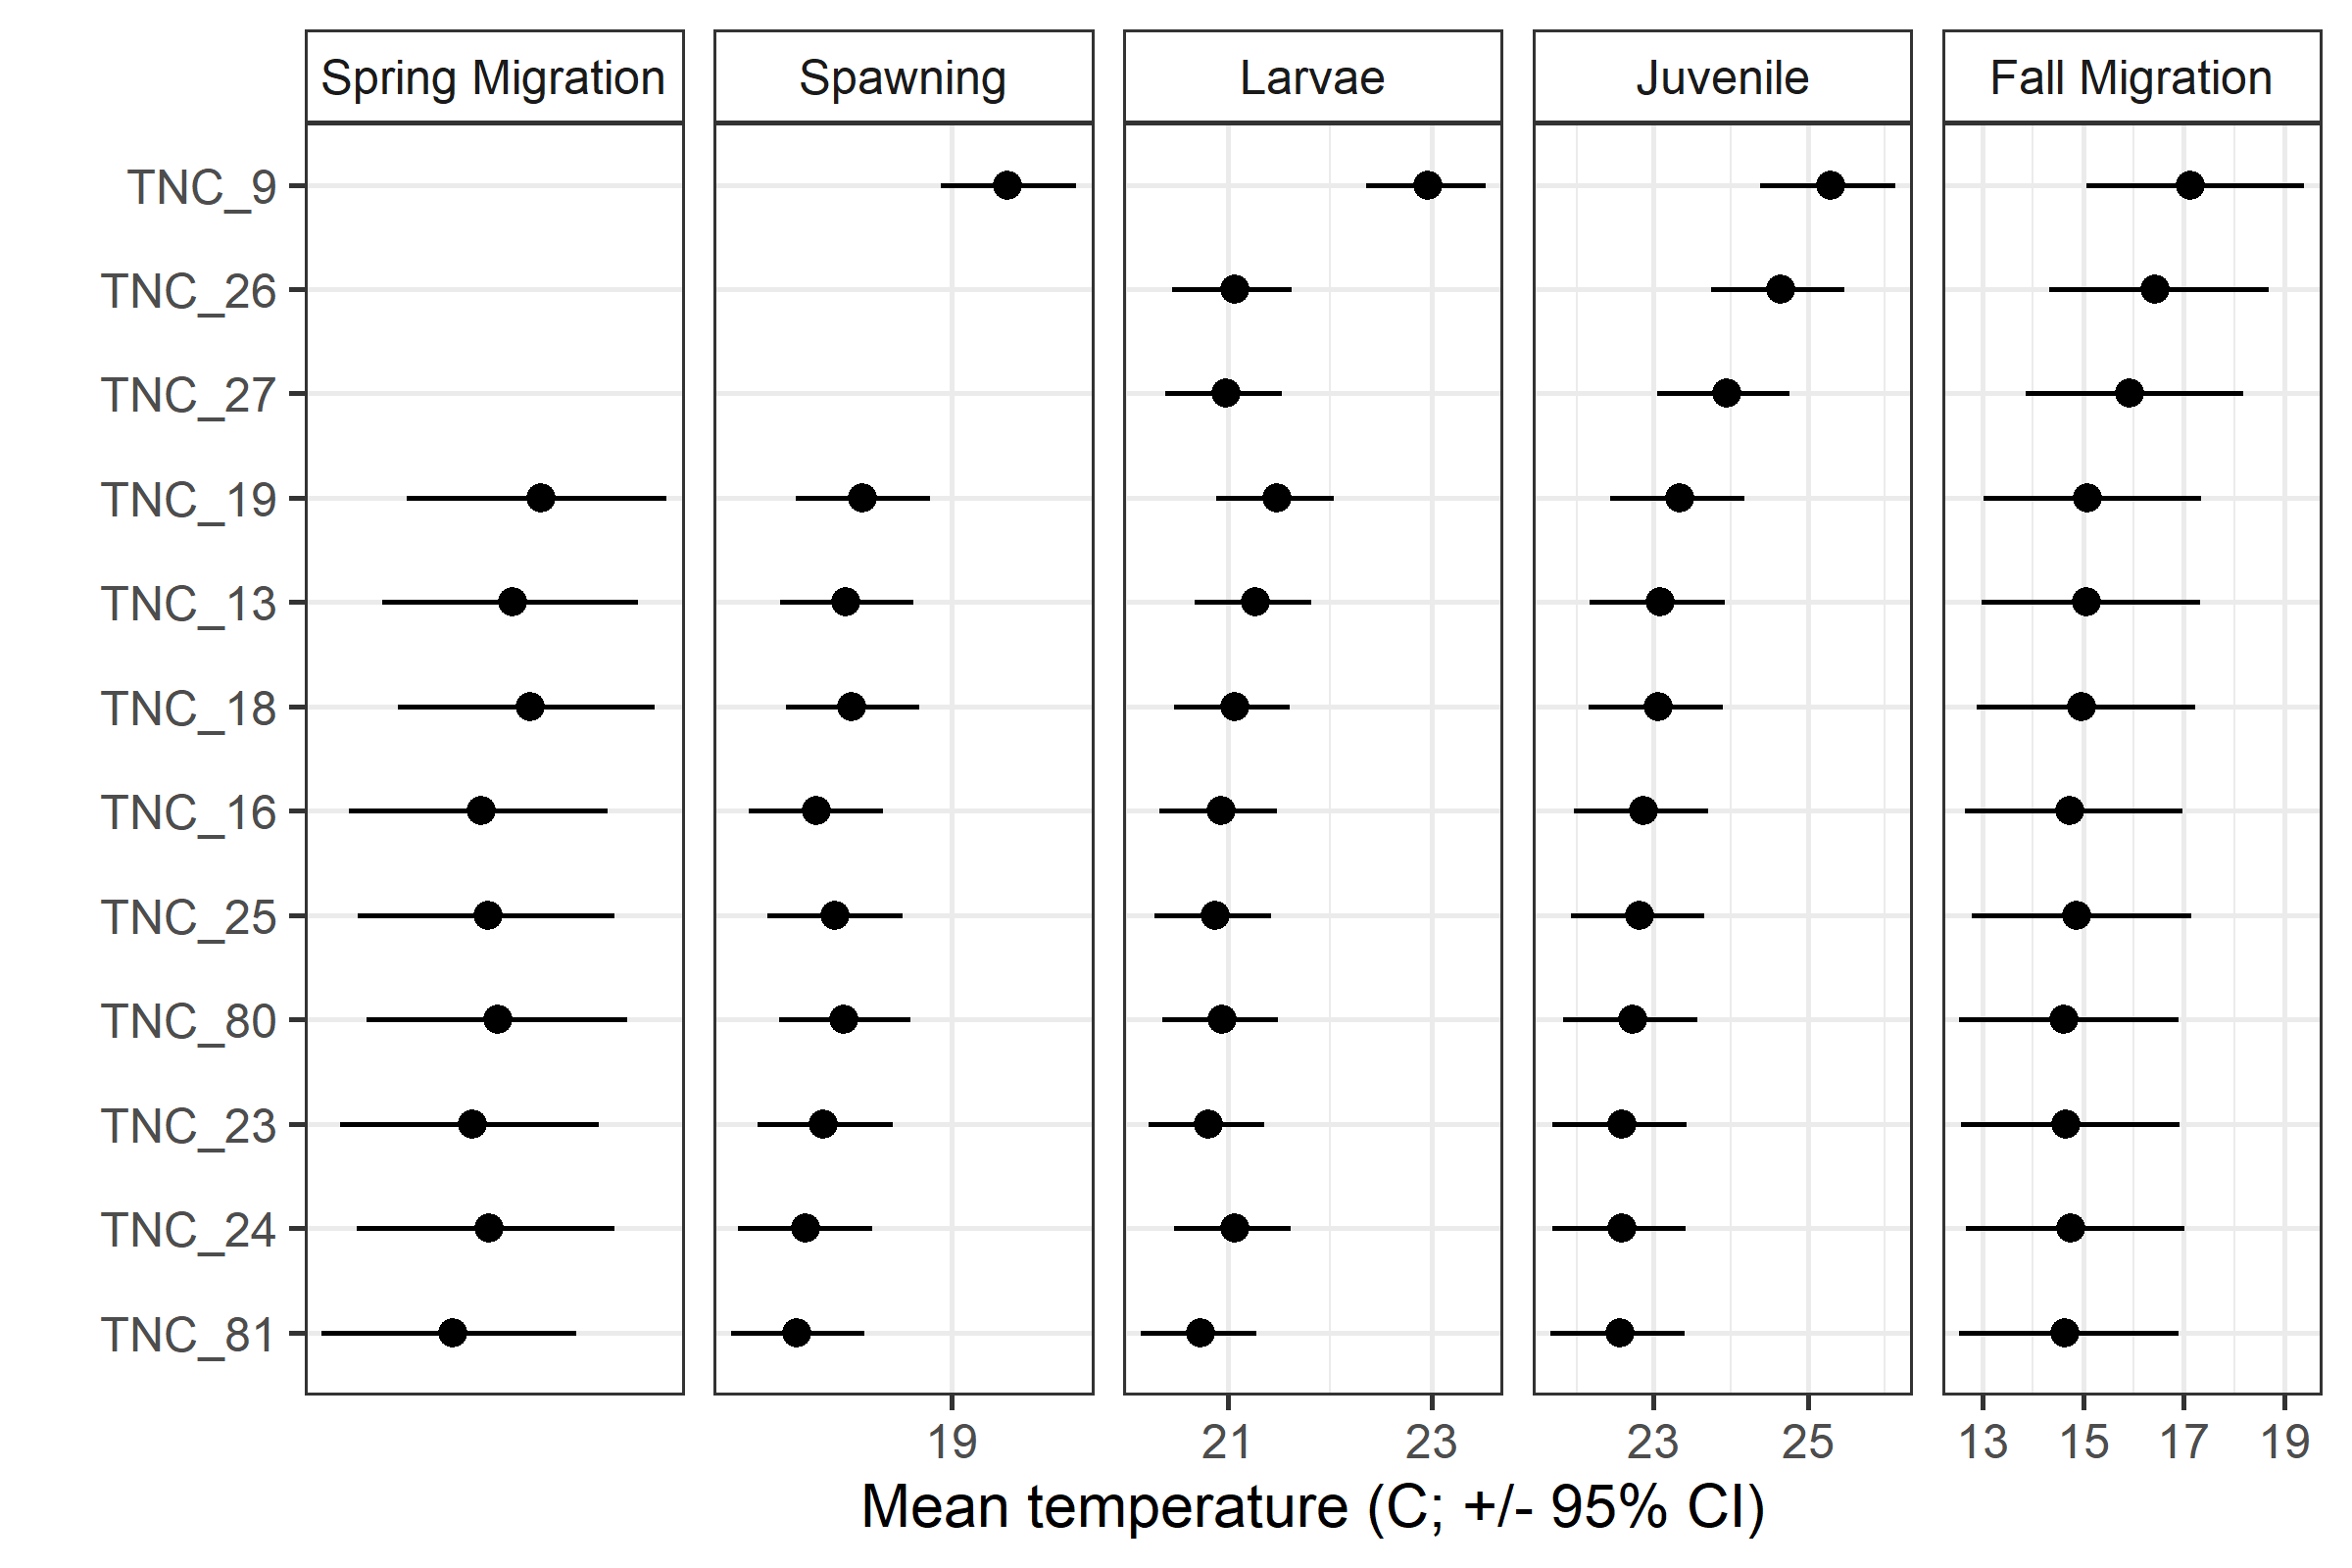 Spring Migration Spawning Larvae Juvenile Fall Migration
TNC_9
TNC_26
TNC_27
TNC_19
TNC_13
TNC_18
TNC_16
TNC_25
TNC_80
TNC_23
TNC_24
TNC_81
19 21 23 23 25 13 15 17 19
Mean temperature (C; +/- 95% CI)